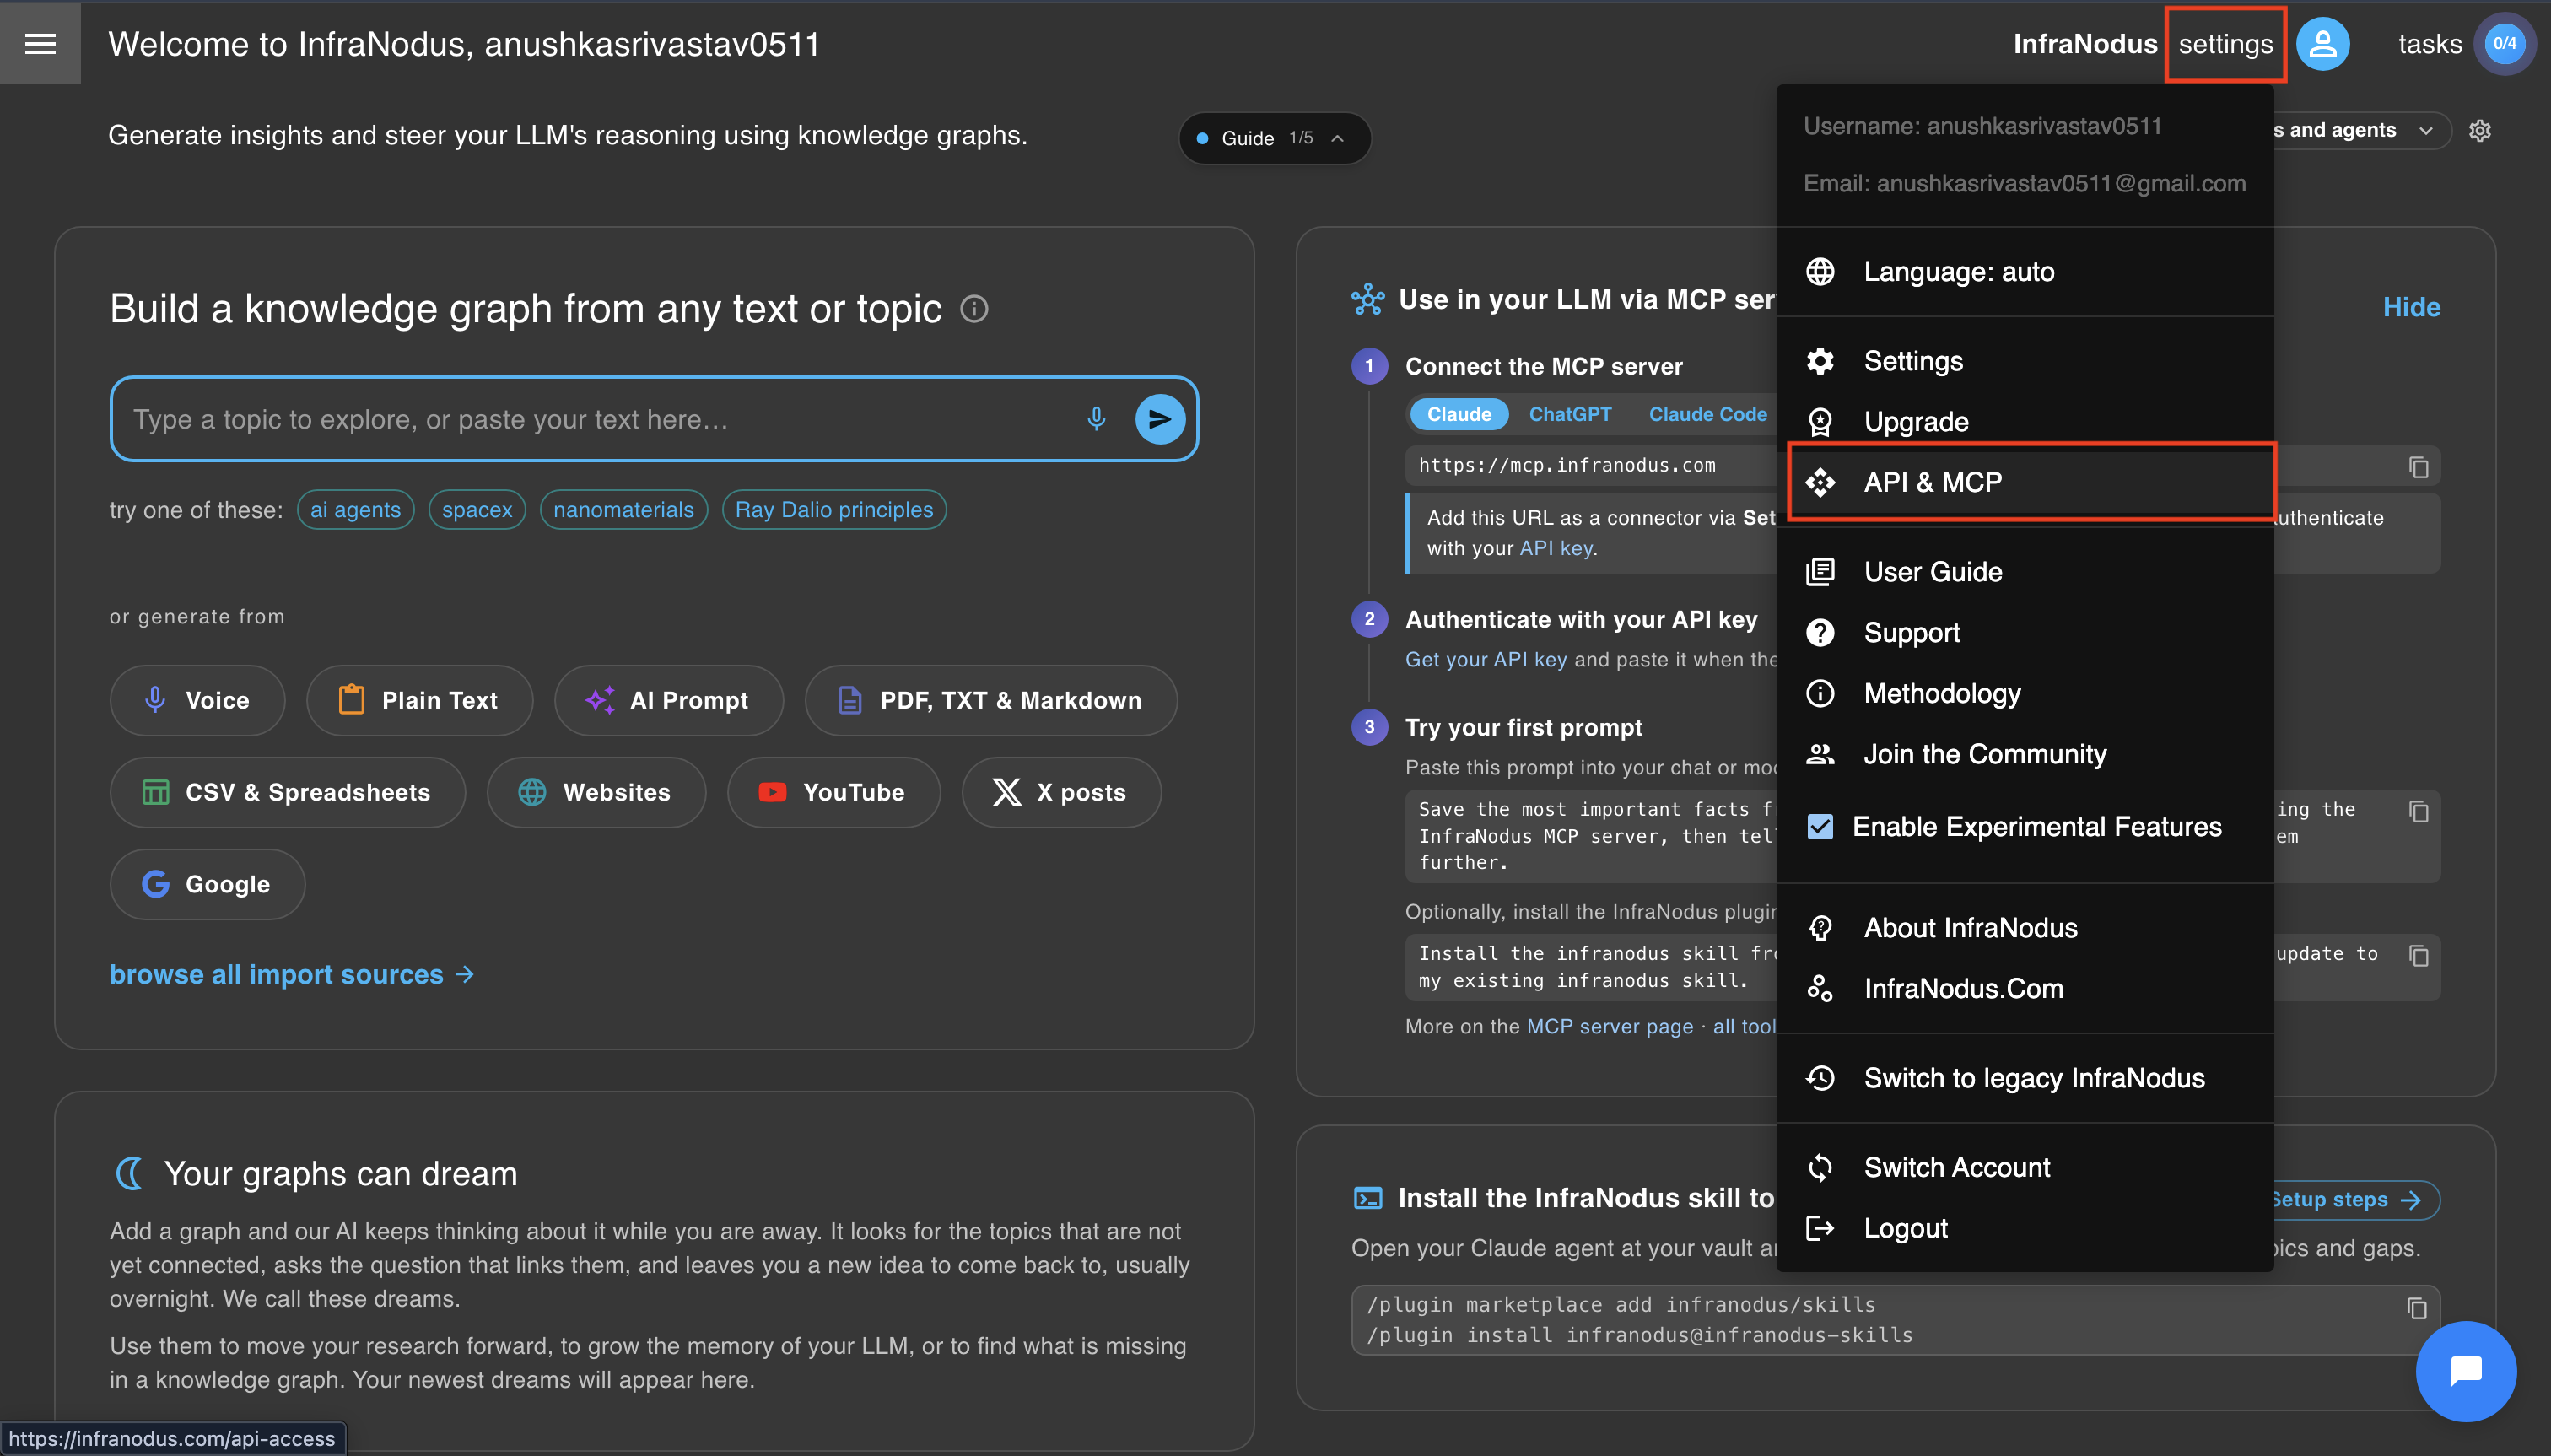 Welcome to InfraNodus, anushkasrivastav0511
InfraNodus settings
tasks 0/4
Generate insights and steer your LLM's reasoning using knowledge graphs.
Guide 1/5
s and agents
Username: anushkasrivastav0511
Email: anushkasrivastav0511@gmail.com
Language: auto
Settings
Upgrade
API & MCP
User Guide
Support
Methodology
Join the Community
Enable Experimental Features
About InfraNodus
InfraNodus.Com
Switch to legacy InfraNodus
Switch Account
Logout
Build a knowledge graph from any text or topic
Type a topic to explore, or paste your text here…
try one of these: ai agents spacex nanomaterials Ray Dalio principles
or generate from
Voice Plain Text AI Prompt PDF, TXT & Markdown
CSV & Spreadsheets Websites YouTube X posts
Google
browse all import sources →
Your graphs can dream
Add a graph and our AI keeps thinking about it while you are away. It looks for the topics that are not
yet connected, asks the question that links them, and leaves you a new idea to come back to, usually
overnight. We call these dreams.
Use them to move your research forward, to grow the memory of your LLM, or to find what is missing
in a knowledge graph. Your newest dreams will appear here.
Use in your LLM via MCP ser
Hide
1 Connect the MCP server
Claude ChatGPT Claude Code
https://mcp.infranodus.com
Add this URL as a connector via Set uthenticate
with your API key.
2 Authenticate with your API key
Get your API key and paste it when the
3 Try your first prompt
Paste this prompt into your chat or mo
Save the most important facts f ing the
InfraNodus MCP server, then tel em
further.
Optionally, install the InfraNodus plugin
Install the infranodus skill fro update to
my existing infranodus skill.
More on the MCP server page · all tool
Install the InfraNodus skill to
Setup steps →
Open your Claude agent at your vault a ics and gaps.
/plugin marketplace add infranodus/skills
/plugin install infranodus@infranodus-skills
https://infranodus.com/api-access